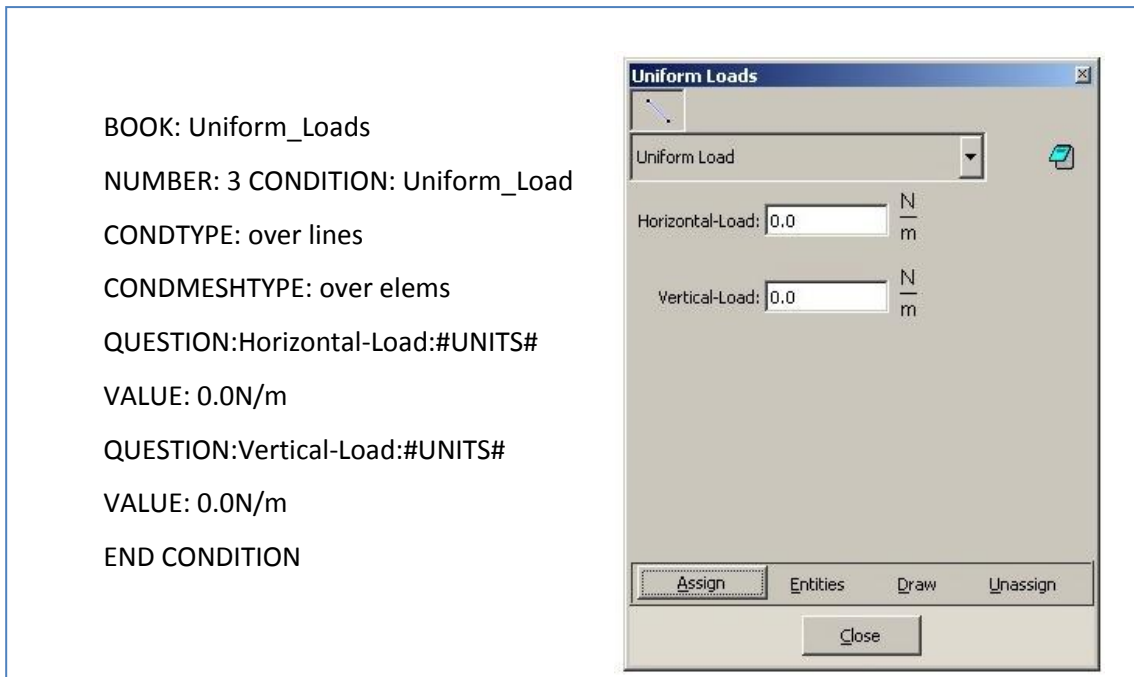 BOOK: Uniform_Loads
NUMBER: 3 CONDITION: Uniform_Load
CONDTYPE: over lines
CONDMESHTYPE: over elems
QUESTION:Horizontal-Load:#UNITS#
VALUE: 0.0N/m
QUESTION:Vertical-Load:#UNITS#
VALUE: 0.0N/m
END CONDITION
Uniform Loads
Uniform Load
Horizontal-Load: 0.0 N
m
Vertical-Load: 0.0 N
m
Assign Entities Draw Unassign
Close